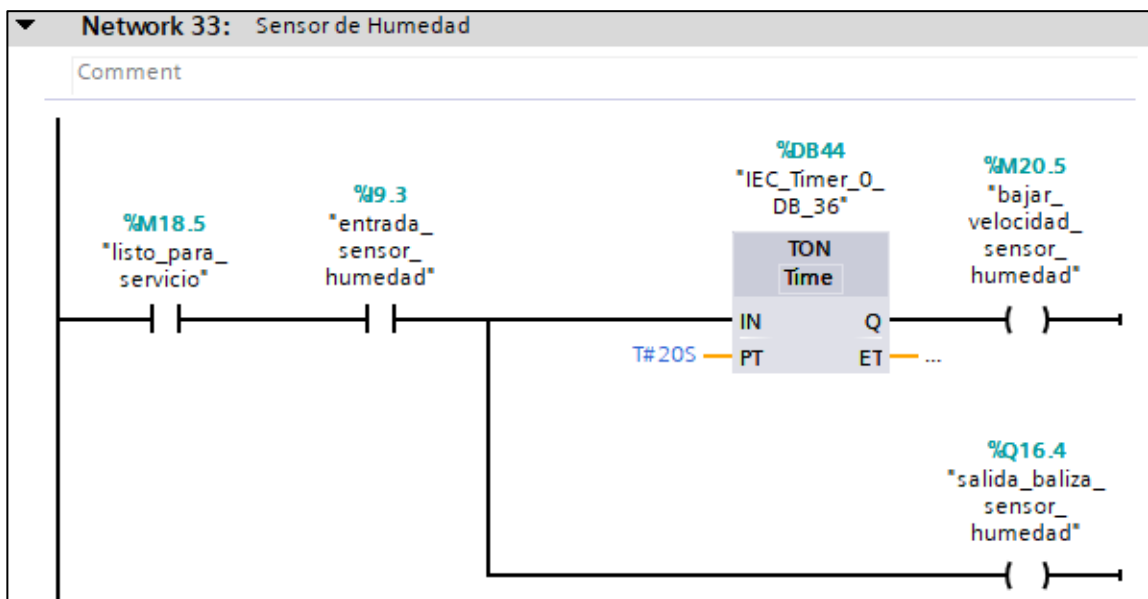 Network 33: Sensor de Humedad
Comment
%M18.5
"listo_para_
servicio"
%I9.3
"entrada_
sensor_
humedad"
%DB44
"IEC_Timer_0_
DB_36"
TON
Time
IN Q
T#20S PT ET ...
%M20.5
"bajar_
velocidad_
sensor_
humedad"
%Q16.4
"salida_baliza_
sensor_
humedad"